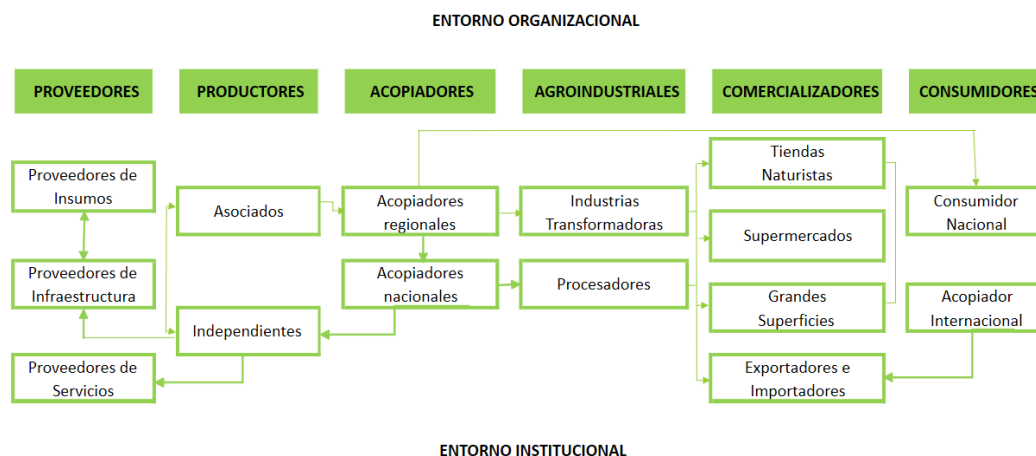 ENTORNO ORGANIZACIONAL
PROVEEDORES
PRODUCTORES
ACOPIADORES
AGROINDUSTRIALES
COMERCIALIZADORES
CONSUMIDORES
Proveedores de
Insumos
Proveedores de
Infraestructura
Proveedores de
Servicios
Asociados
Independientes
Acopiadores
regionales
Acopiadores
nacionales
Industrias
Transformadoras
Procesadores
Tiendas
Naturistas
Supermercados
Grandes
Superficies
Exportadores e
Importadores
Consumidor
Nacional
Acopiador
Internacional
ENTORNO INSTITUCIONAL